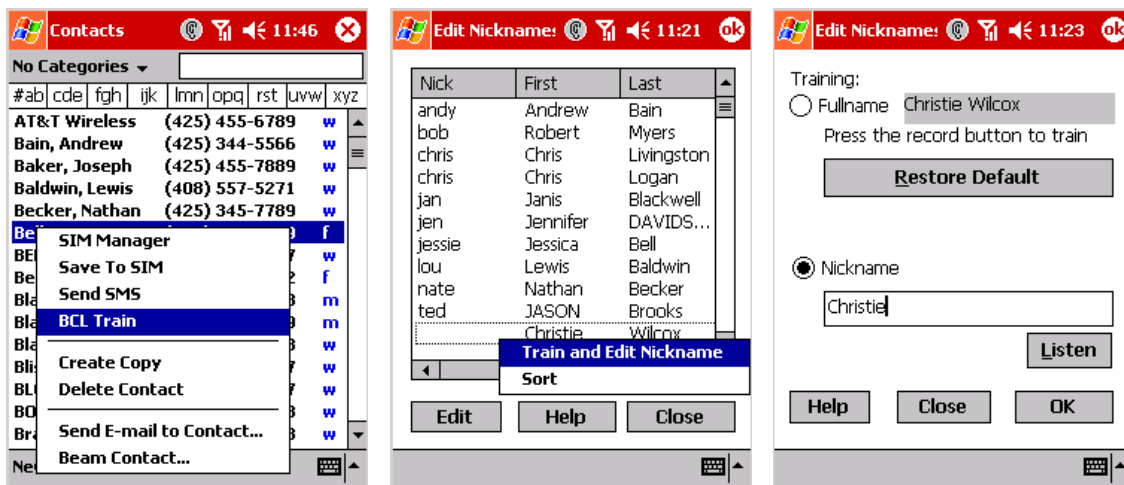 Contacts 11:46
No Categories
#ab cde fgh ijk lmn opq rst uvw xyz
AT&T Wireless (425) 455-6789 w
Bain, Andrew (425) 344-5566 w
Baker, Joseph (425) 455-7889 w
Baldwin, Lewis (408) 557-5271 w
Becker, Nathan (425) 345-7789 w
f
SIM Manager
w
Save To SIM
f
Send SMS
m
BCL Train
m
w
Create Copy
w
Delete Contact
w
w
Send E-mail to Contact...
w
Beam Contact...
Edit Nickname: 11:21 ok
Nick First Last
andy Andrew Bain
bob Robert Myers
chris Chris Livingston
chris Chris Logan
jan Janis Blackwell
jen Jennifer DAVIDS...
jessie Jessica Bell
lou Lewis Baldwin
nate Nathan Becker
ted JASON Brooks
Christie Wilcox
Train and Edit Nickname
Sort
Edit Help Close
Edit Nickname: 11:23 ok
Training:
Fullname Christie Wilcox
Press the record button to train
Restore Default
Nickname
Christie
Listen
Help Close OK